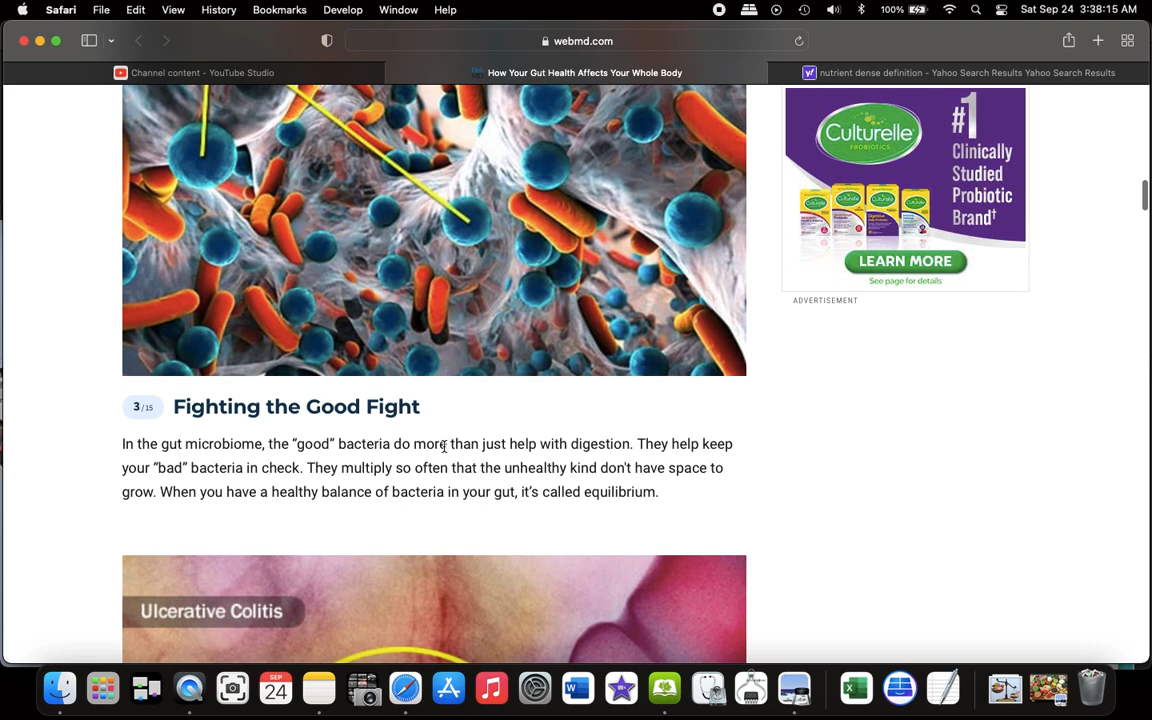 Safari File Edit View History Bookmarks Develop Window Help 100% Sat Sep 24 3:38:15 AM
webmd.com
Channel content - YouTube Studio How Your Gut Health Affects Your Whole Body nutrient dense definition - Yahoo Search Results Yahoo Search Results
Culturelle
PROBIOTICS
#1
Clinically
Studied
Probiotic
Brand†
LEARN MORE
See page for details
ADVERTISEMENT
3/15 Fighting the Good Fight
In the gut microbiome, the “good” bacteria do more than just help with digestion. They help keep
your “bad” bacteria in check. They multiply so often that the unhealthy kind don't have space to
grow. When you have a healthy balance of bacteria in your gut, it’s called equilibrium.
Ulcerative Colitis
SEP
24